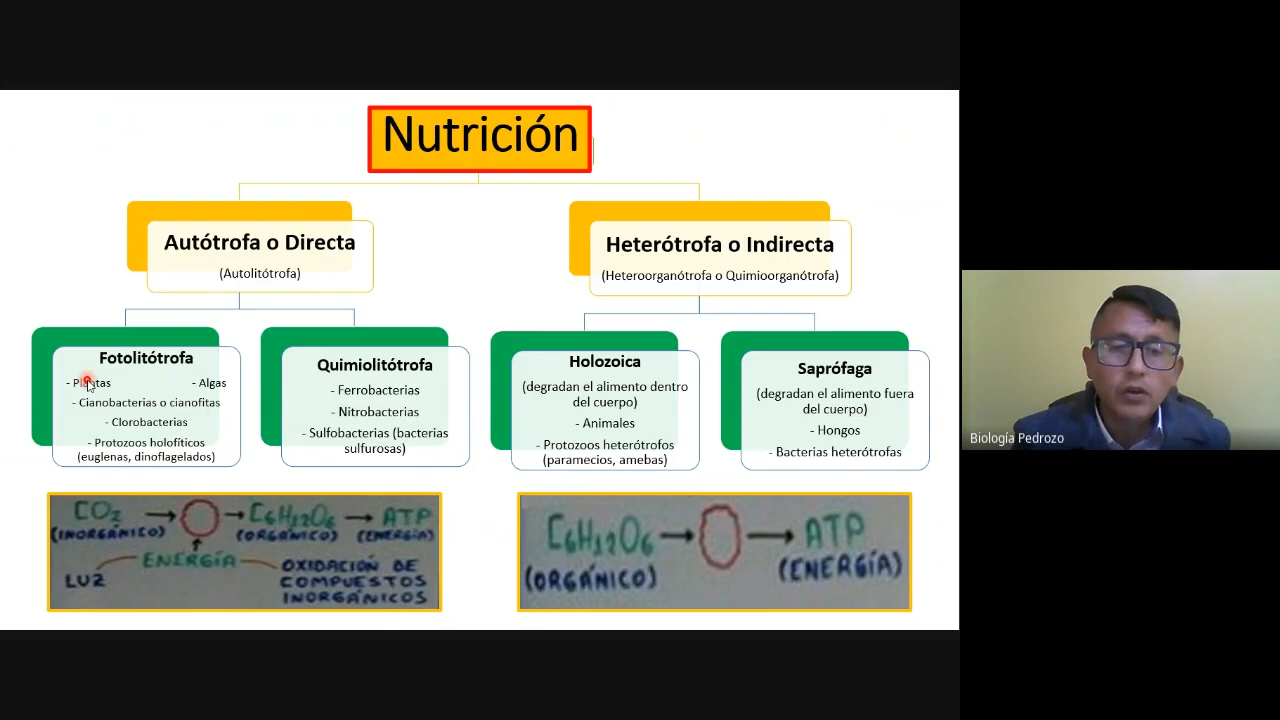 Nutrición
Autótrofa o Directa
(Autolitótrofa)
Heterótrofa o Indirecta
(Heteroorganótrofa o Quimioorganótrofa)
Fotolitótrofa
- Plantas - Algas
- Cianobacterias o cianofitas
- Clorobacterias
- Protozoos holofíticos
(euglenas, dinoflagelados)
Quimiolitótrofa
- Ferrobacterias
- Nitrobacterias
- Sulfobacterias (bacterias
sulfurosas)
Holozoica
(degradan el alimento dentro
del cuerpo)
- Animales
- Protozoos heterótrofos
(paramecios, amebas)
Saprófaga
(degradan el alimento fuera
del cuerpo)
- Hongos
- Bacterias heterótrofas
CO₂ → → C₆H₁₂O₆ → ATP
(INORGÁNICO) (ORGÁNICO) (ENERGÍA)
ENERGÍA
LUZ
OXIDACIÓN DE
COMPUESTOS
INORGÁNICOS
C₆H₁₂O₆ → → ATP
(ORGÁNICO) (ENERGÍA)
Biología Pedrozo